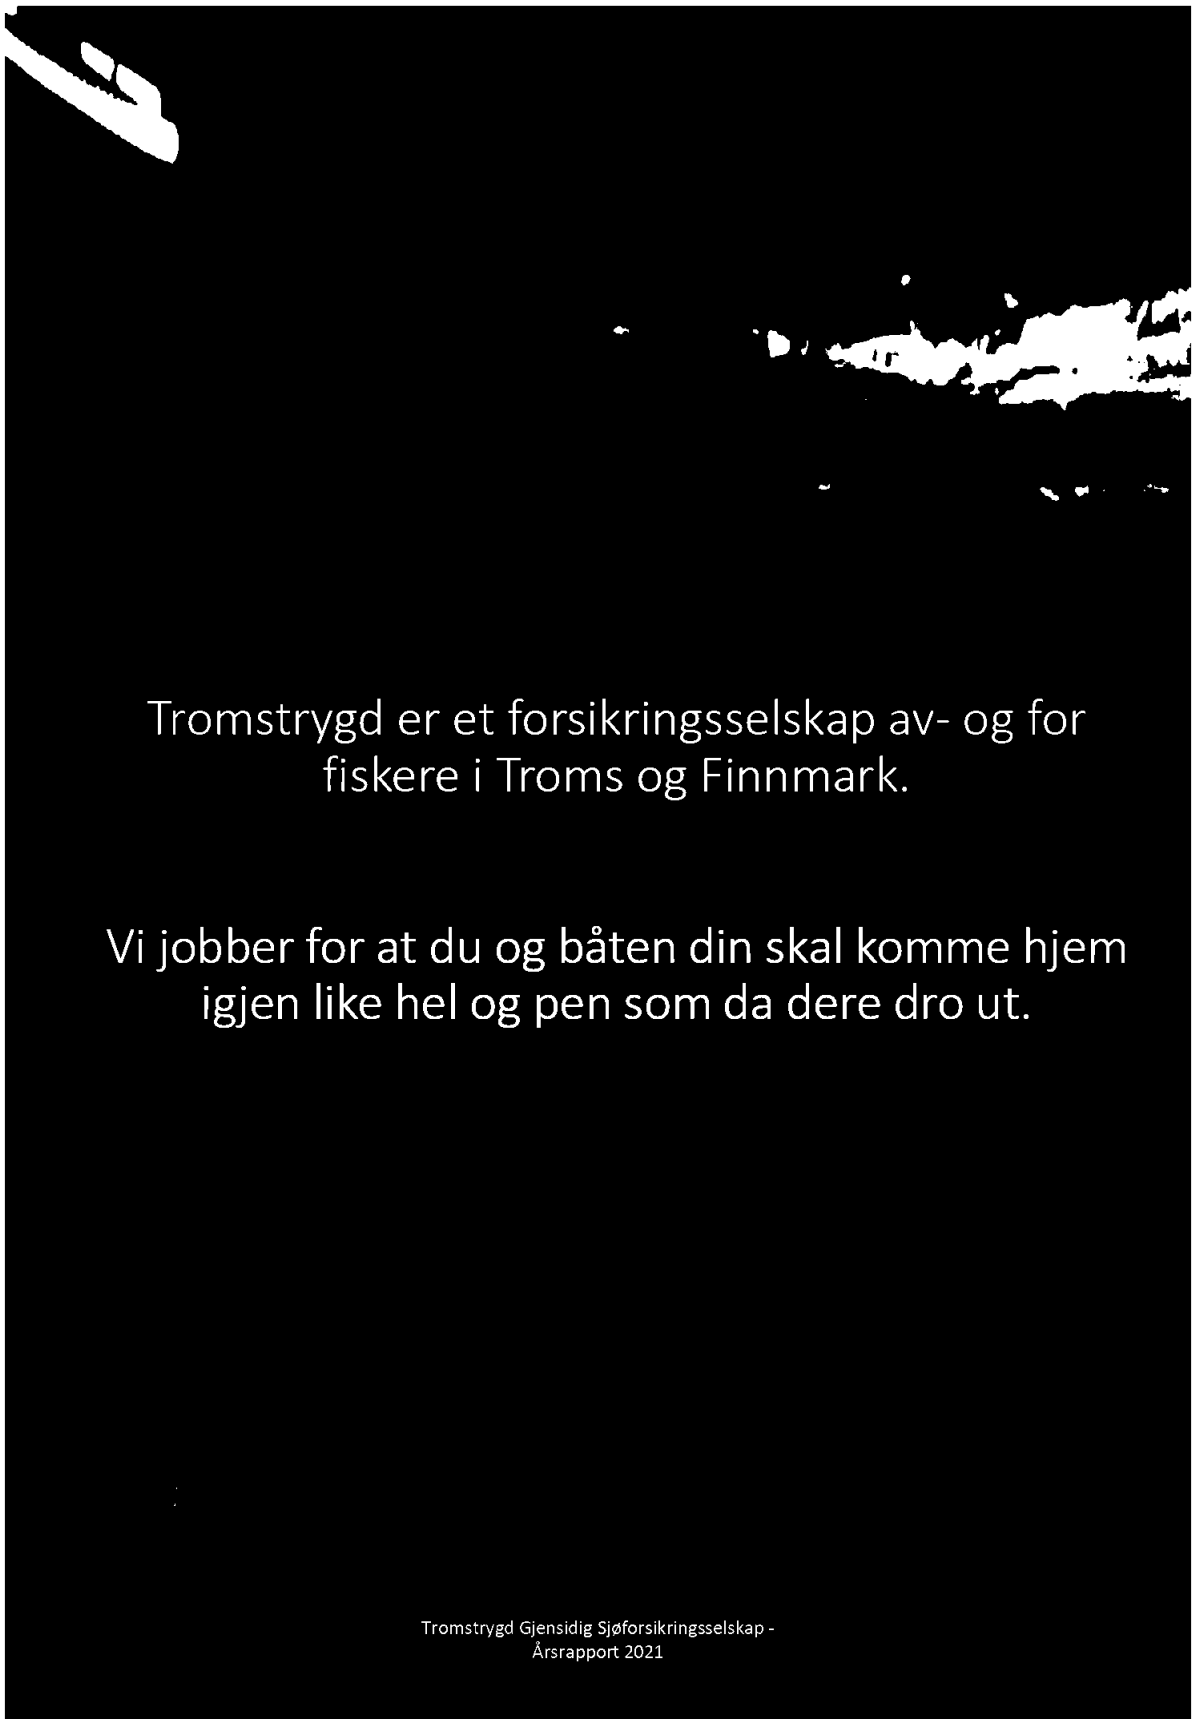 Tromstrygd er et forsikringsselskap av- og for
fiskere i Troms og Finnmark.
Vi jobber for at du og båten din skal komme hjem
igjen like hel og pen som da dere dro ut.
Tromstrygd Gjensidig Sjøforsikringsselskap -
Årsrapport 2021